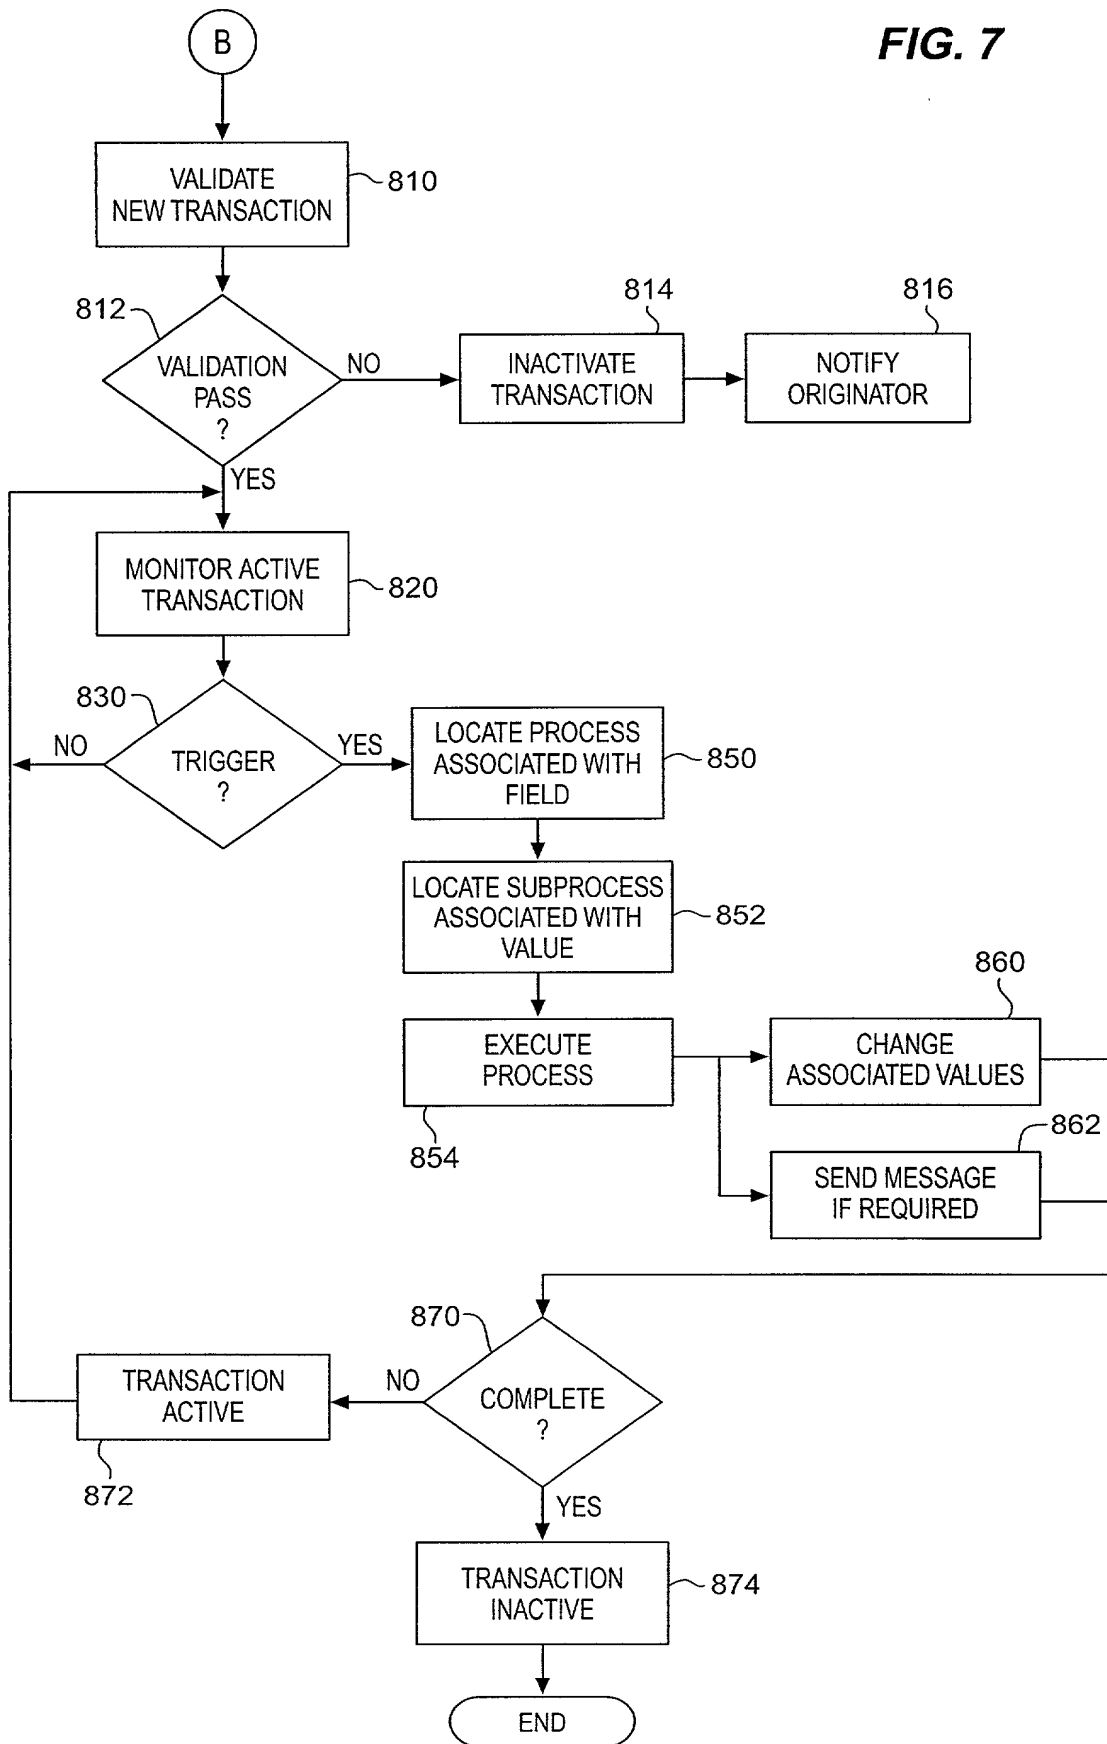 B
FIG. 7
VALIDATE
NEW TRANSACTION
810
812
VALIDATION
PASS
?
NO
814
INACTIVATE
TRANSACTION
816
NOTIFY
ORIGINATOR
YES
MONITOR ACTIVE
TRANSACTION
820
830
NO
TRIGGER
?
YES
LOCATE PROCESS
ASSOCIATED WITH
FIELD
850
LOCATE SUBPROCESS
ASSOCIATED WITH
VALUE
852
EXECUTE
PROCESS
854
860
CHANGE
ASSOCIATED VALUES
862
SEND MESSAGE
IF REQUIRED
870
COMPLETE
?
NO
TRANSACTION
ACTIVE
872
YES
TRANSACTION
INACTIVE
874
END